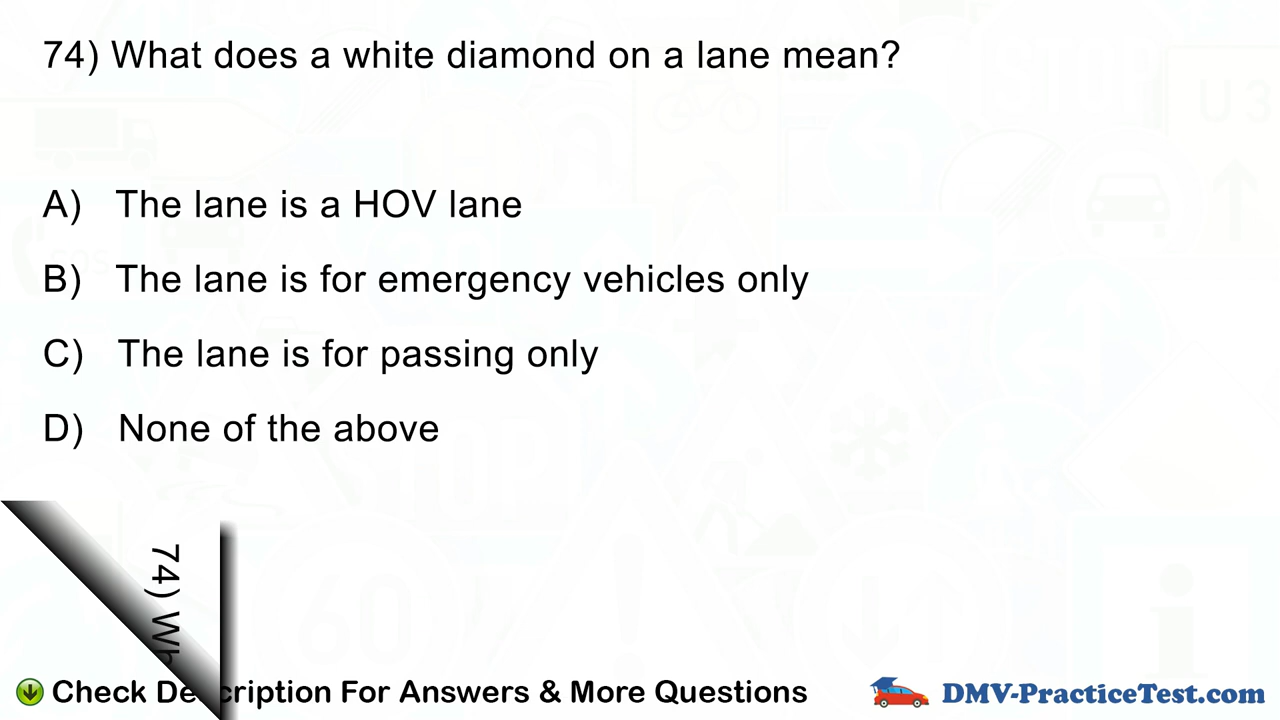 74) What does a white diamond on a lane mean?
A) The lane is a HOV lane
B) The lane is for emergency vehicles only
C) The lane is for passing only
D) None of the above
74) Wh
Check De cription For Answers & More Questions
DMV-PracticeTest.com